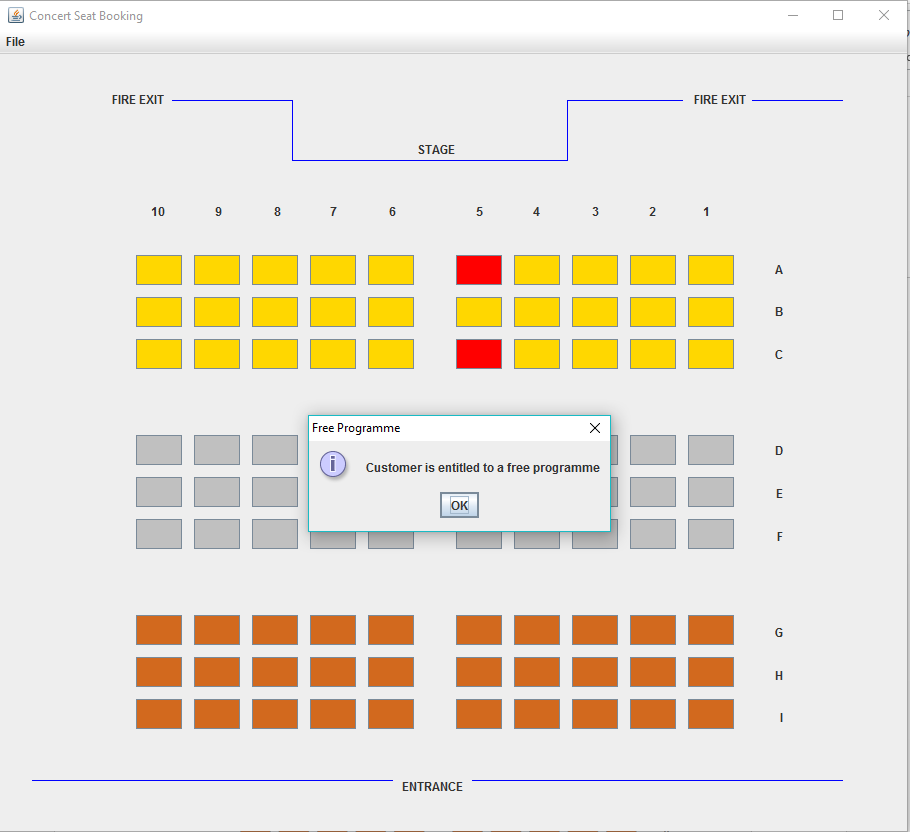 Concert Seat Booking
File
FIRE EXIT
FIRE EXIT
STAGE
10 9 8 7 6 5 4 3 2 1
A
B
C
Free Programme
D
Customer is entitled to a free programme
E
OK
F
G
H
I
ENTRANCE